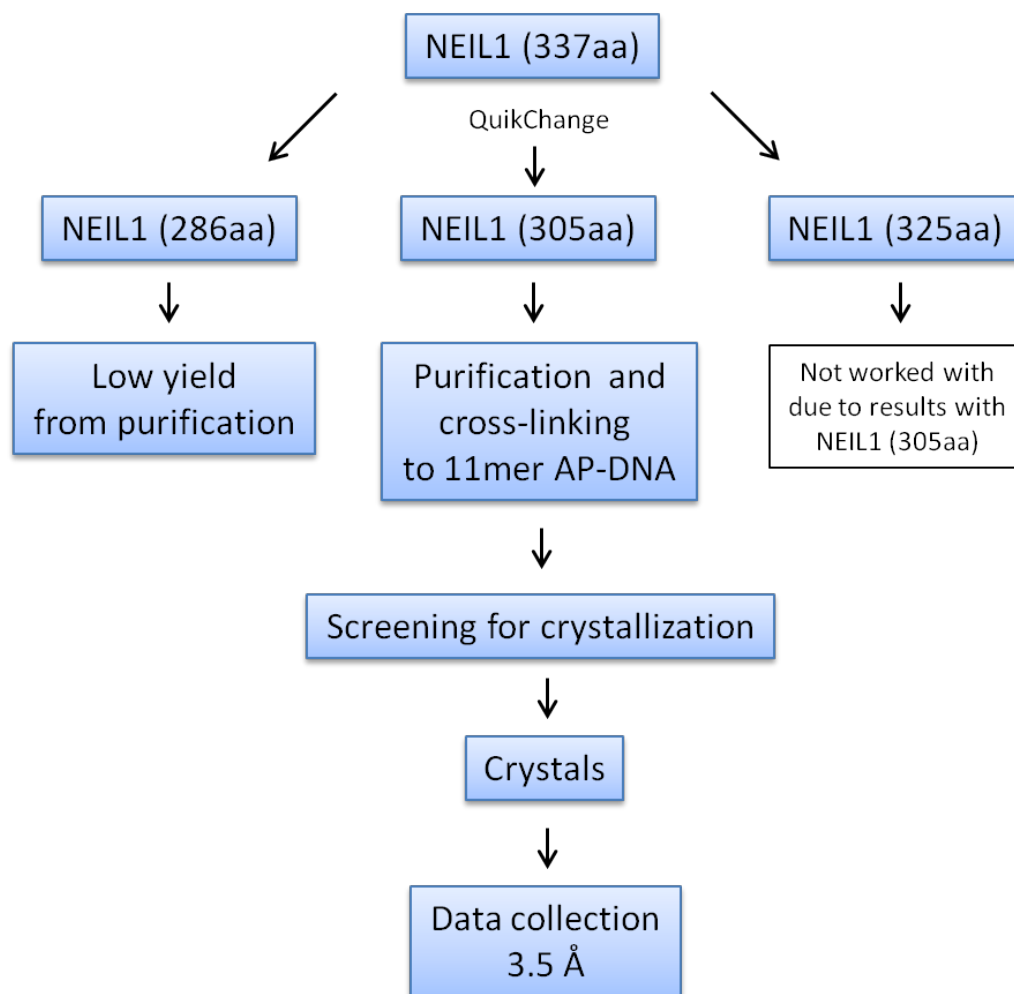 NEIL1 (337aa)
QuikChange
NEIL1 (286aa)
NEIL1 (305aa)
NEIL1 (325aa)
Low yield
from purification
Purification and
cross-linking
to 11mer AP-DNA
Not worked with
due to results with
NEIL1 (305aa)
Screening for crystallization
Crystals
Data collection
3.5 Å